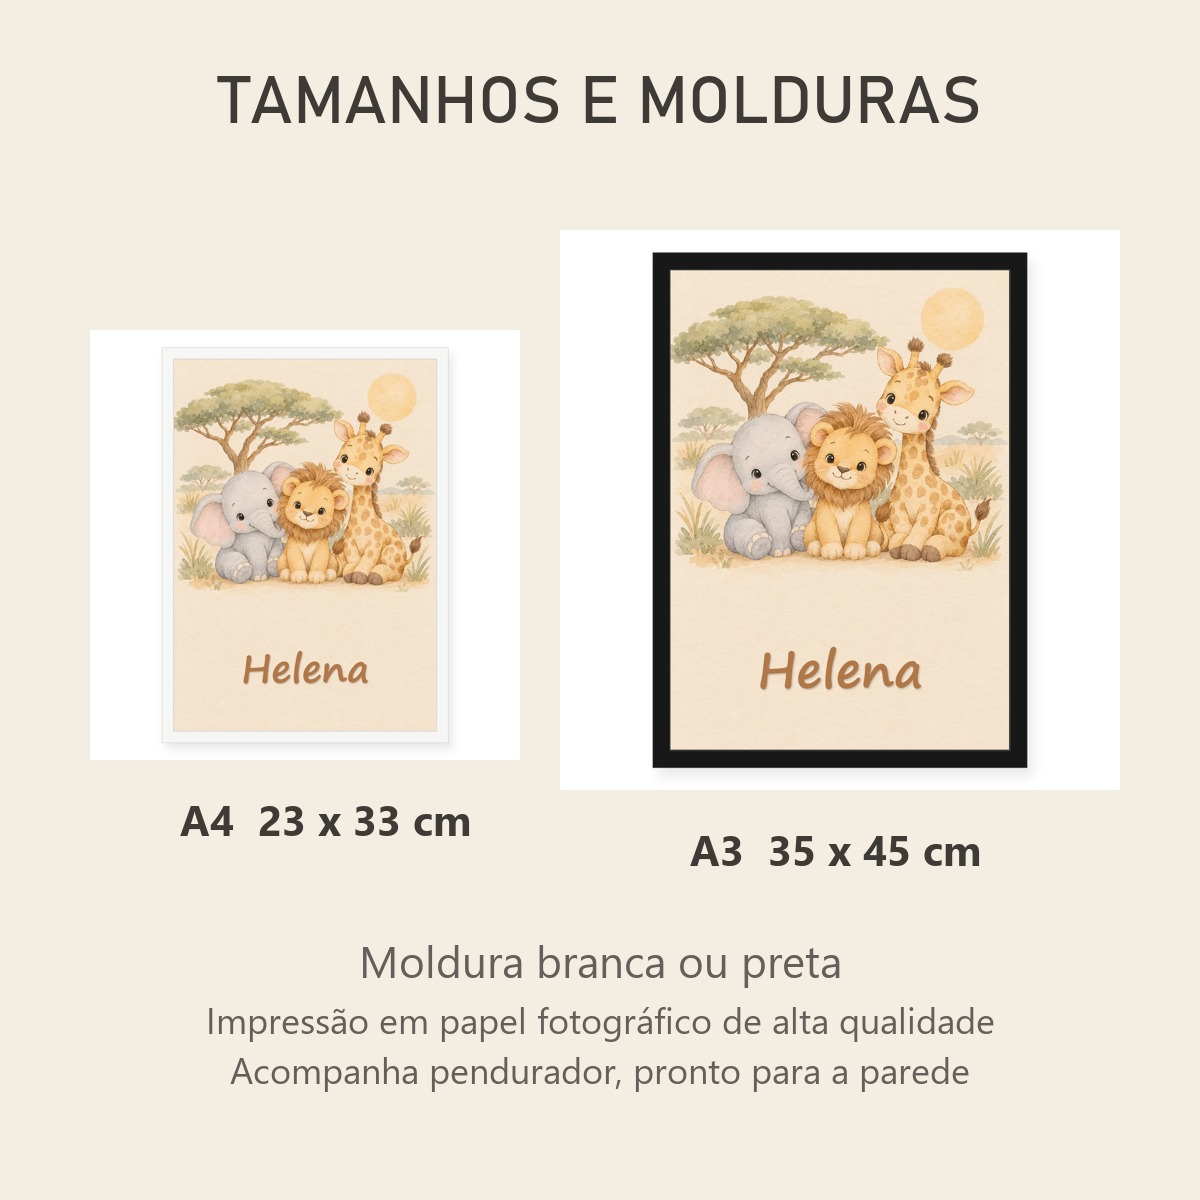 TAMANHOS E MOLDURAS
Helena
Helena
A4  23 x 33 cm
A3  35 x 45 cm
Moldura branca ou preta
Impressão em papel fotográfico de alta qualidade
Acompanha pendurador, pronto para a parede